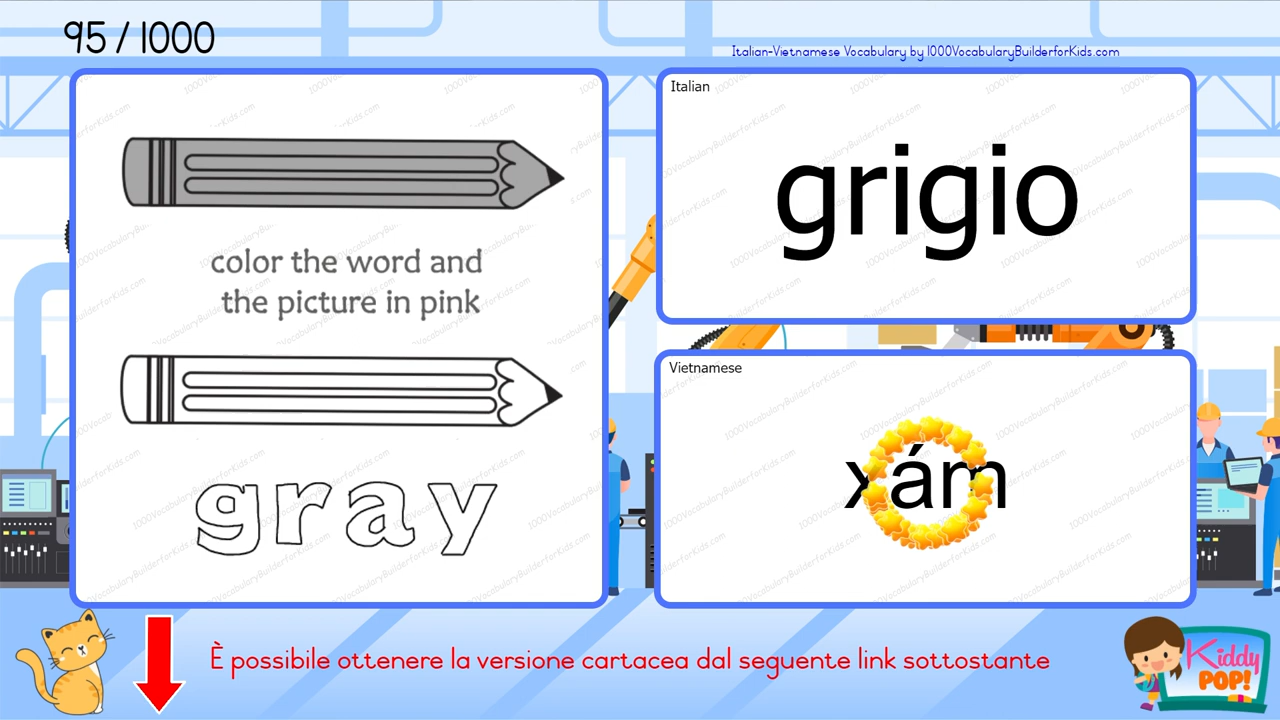 95 / 1000
Italian-Vietnamese Vocabulary by 1000VocabularyBuilderforKids.com
color the word and
the picture in pink
gray
Italian
grigio
Vietnamese
xám
È possibile ottenere la versione cartacea dal seguente link sottostante
Kiddy
POP!